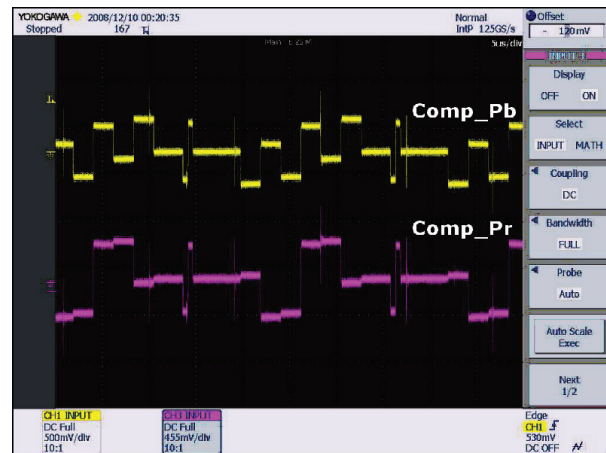 YOKOGAWA 2008/12/10 00:20:35
Stopped 167
Normal
IntP 125GS/s
5us/div
Offset
- 120mV
Display
OFF ON
Select
INPUT MATH
Coupling
DC
Bandwidth
FULL
Probe
Auto
Auto Scale
Exec
Next
1/2
Comp_Pb
Comp_Pr
CH1 INPUT
DC Full
500mV/div
10:1
CH3 INPUT
DC Full
455mV/div
10:1
Edge
CH1
530mV
DC OFF